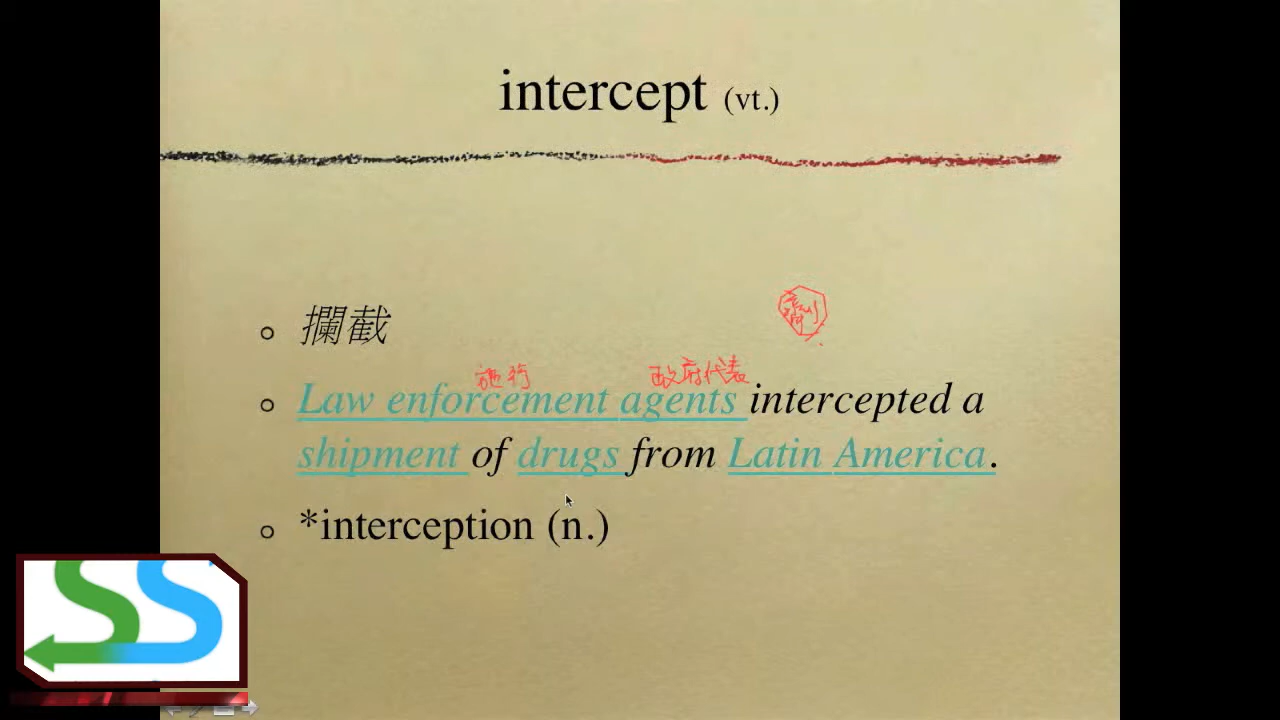 intercept (vt.)
攔截
施行 政府代表
Law enforcement agents intercepted a
shipment of drugs from Latin America.
*interception (n.)
SS